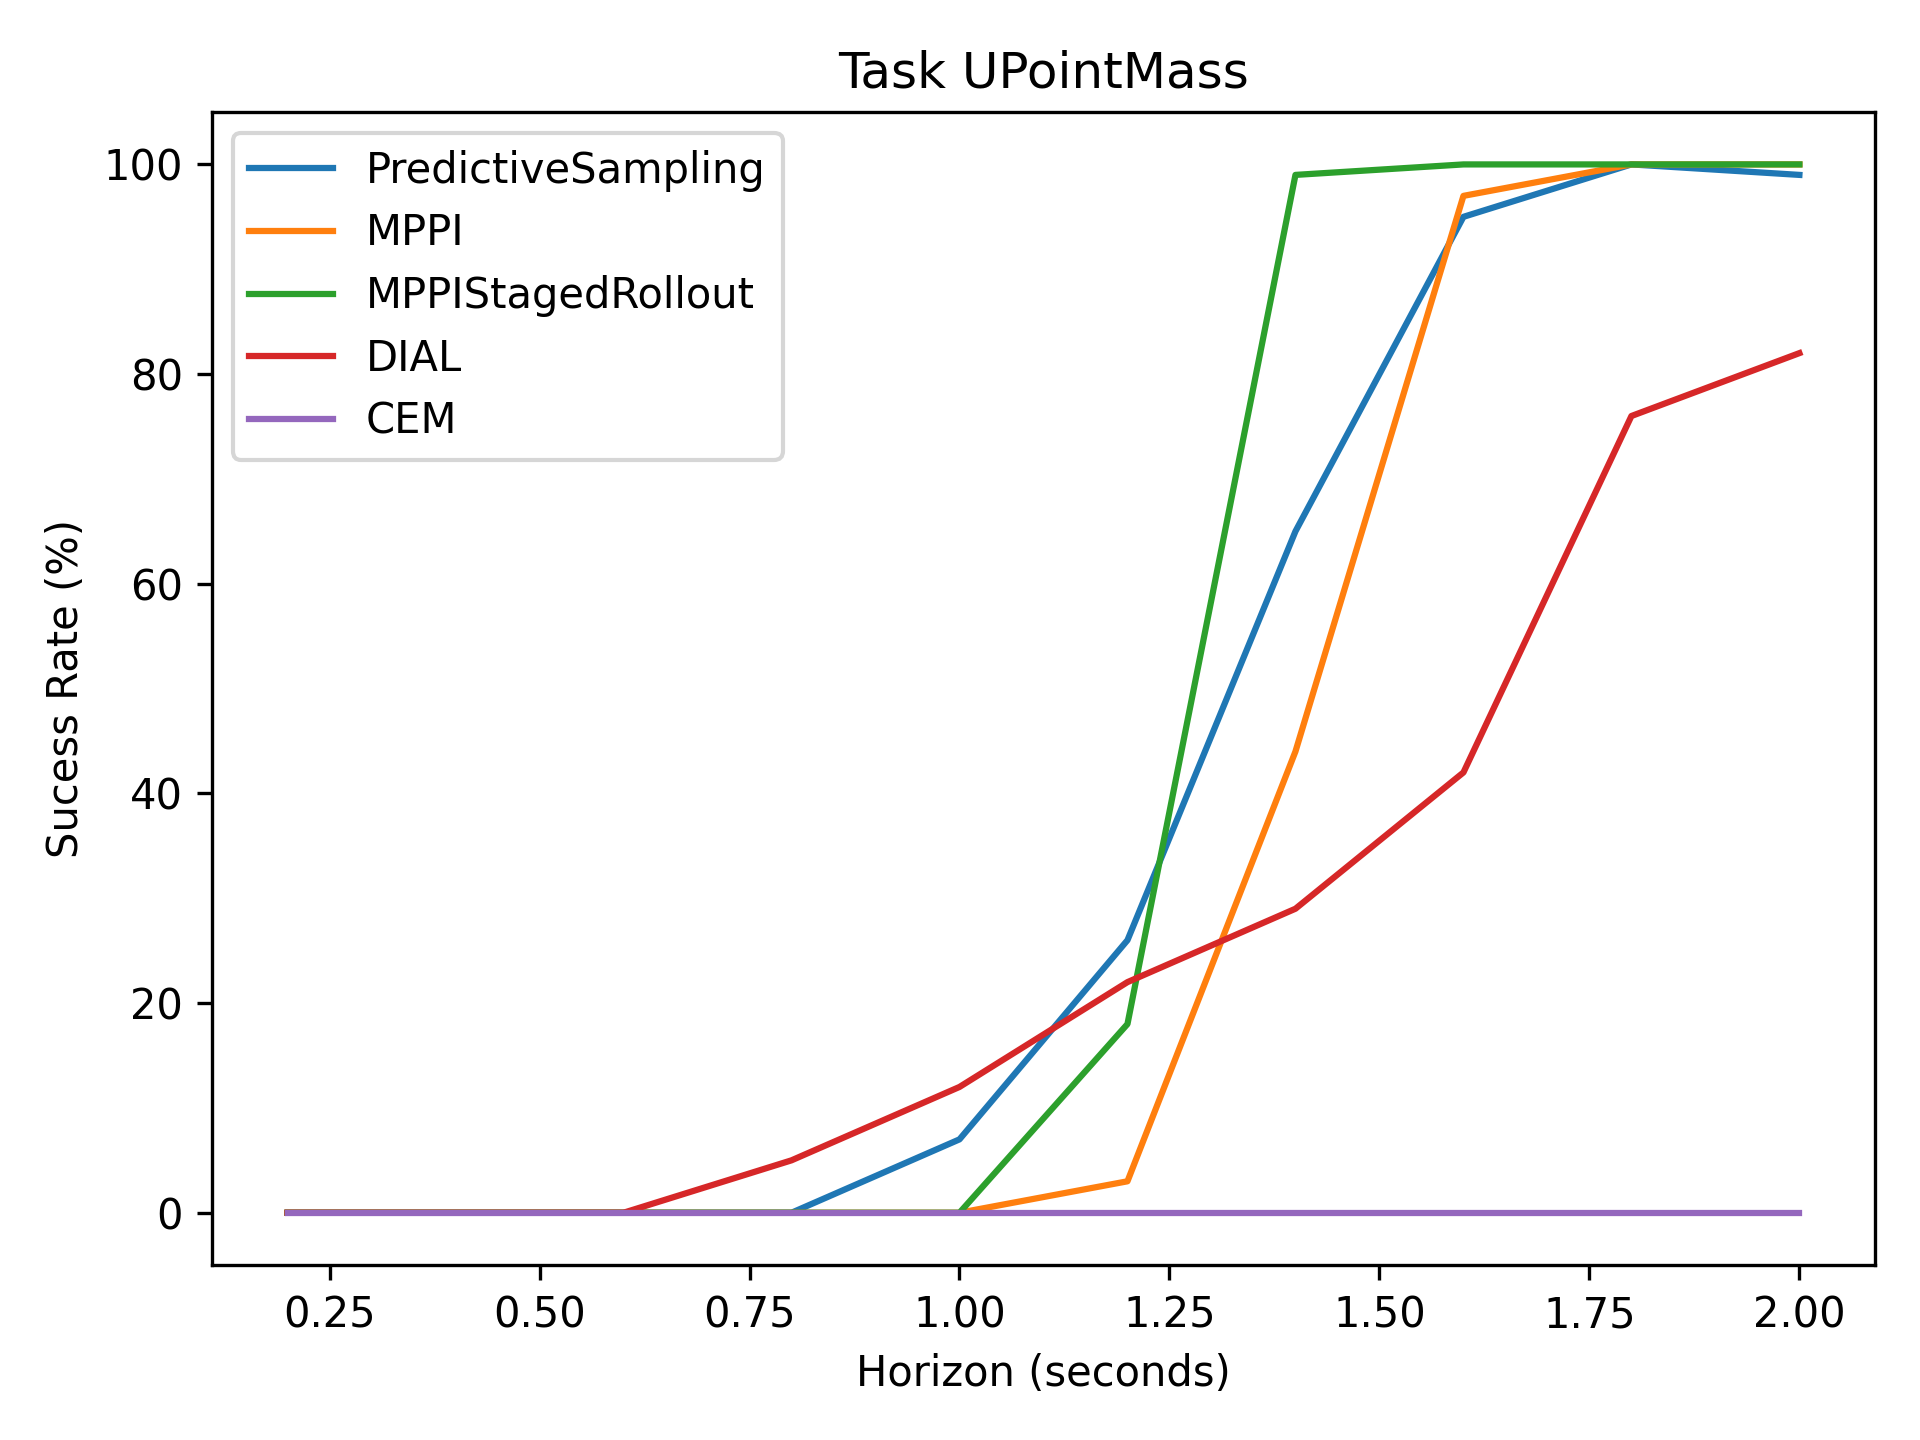 Task UPointMass
PredictiveSampling
MPPI
MPPIStagedRollout
DIAL
CEM
100
80
60
40
20
0
Sucess Rate (%)
0.25 0.50 0.75 1.00 1.25 1.50 1.75 2.00
Horizon (seconds)